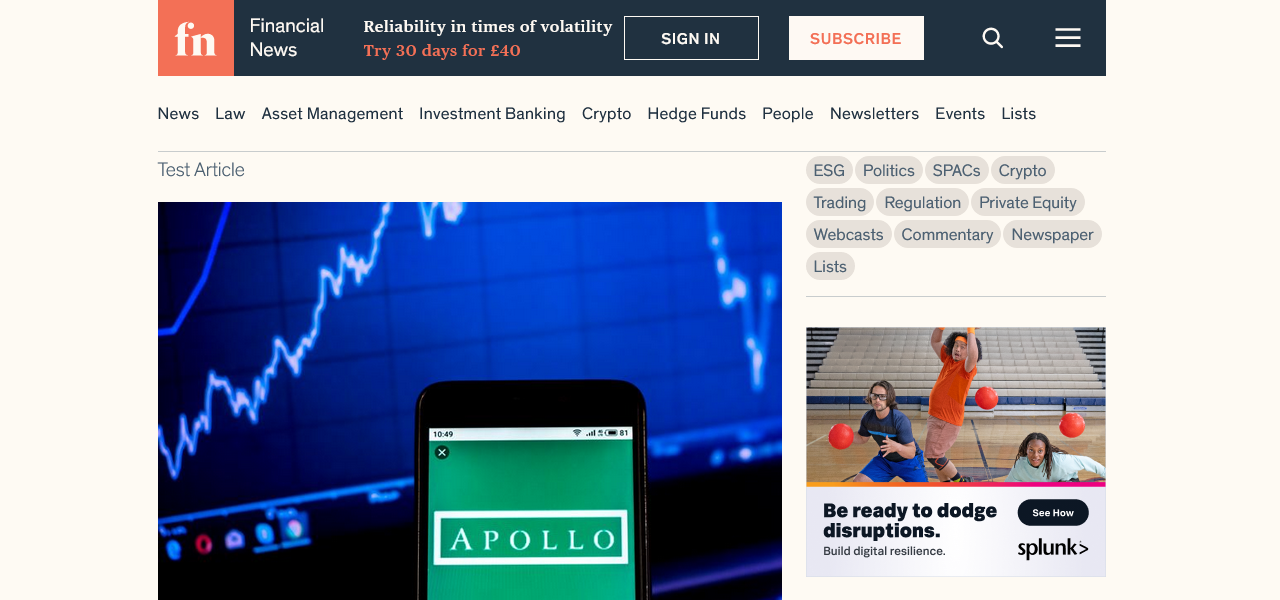 fn
Financial
News
Reliability in times of volatility
Try 30 days for £40
SIGN IN
SUBSCRIBE
News Law Asset Management Investment Banking Crypto Hedge Funds People Newsletters Events Lists
Test Article
ESG Politics SPACs Crypto
Trading Regulation Private Equity
Webcasts Commentary Newspaper
Lists
10:49
81
APOLLO
Be ready to dodge
disruptions.
Build digital resilience.
See How
splunk>